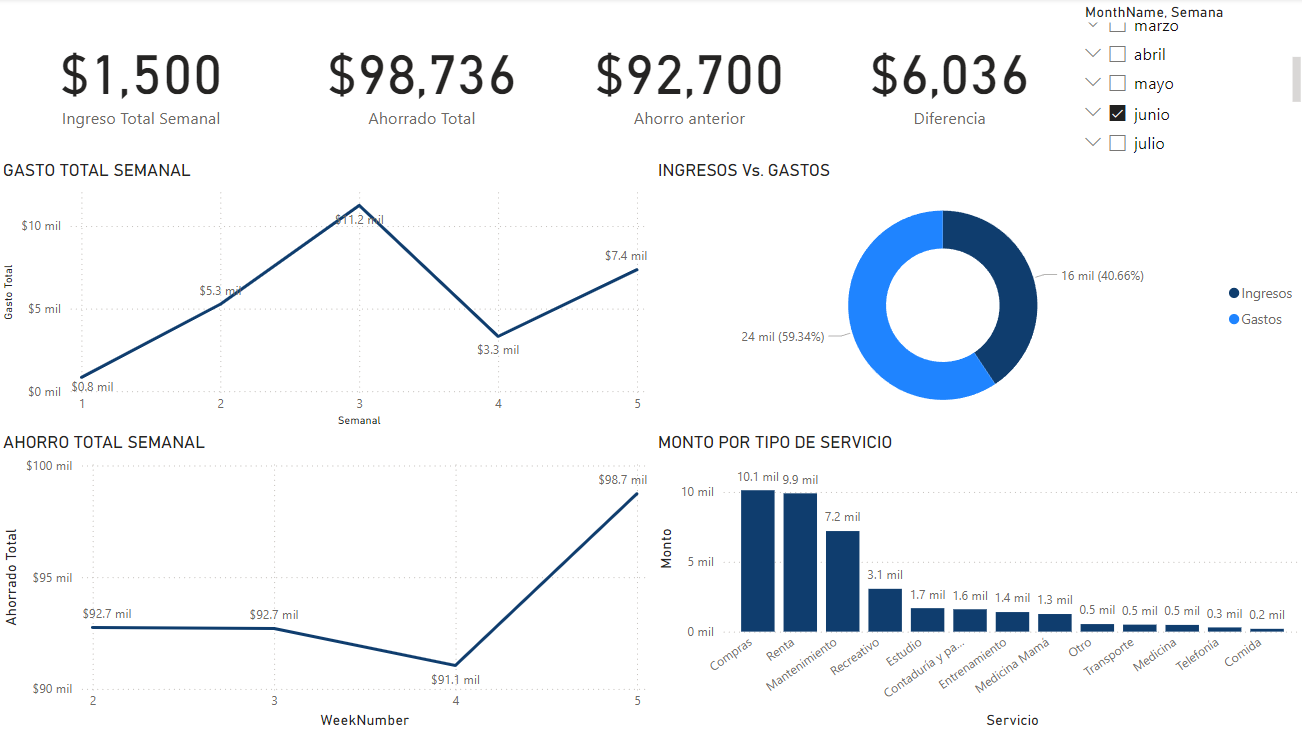 MonthName, Semana
marzo
abril
mayo
junio
julio
$1,500
Ingreso Total Semanal
$98,736
Ahorrado Total
$92,700
Ahorro anterior
$6,036
Diferencia
GASTO TOTAL SEMANAL
Gasto Total
$10 mil
$5 mil
$0 mil
$0.8 mil
$5.3 mil
$11.2 mil
$3.3 mil
$7.4 mil
1
2
3
4
5
Semanal
INGRESOS Vs. GASTOS
16 mil (40.66%)
24 mil (59.34%)
Ingresos
Gastos
AHORRO TOTAL SEMANAL
Ahorrado Total
$100 mil
$95 mil
$90 mil
$92.7 mil
$92.7 mil
$91.1 mil
$98.7 mil
2
3
4
5
WeekNumber
MONTO POR TIPO DE SERVICIO
Monto
10 mil
5 mil
0 mil
10.1 mil
9.9 mil
7.2 mil
3.1 mil
1.7 mil
1.6 mil
1.4 mil
1.3 mil
0.5 mil
0.5 mil
0.5 mil
0.3 mil
0.2 mil
Compras
Renta
Mantenimiento
Recreativo
Estudio
Contaduría y pa...
Entrenamiento
Medicina Mamá
Otro
Transporte
Medicina
Telefonía
Comida
Servicio